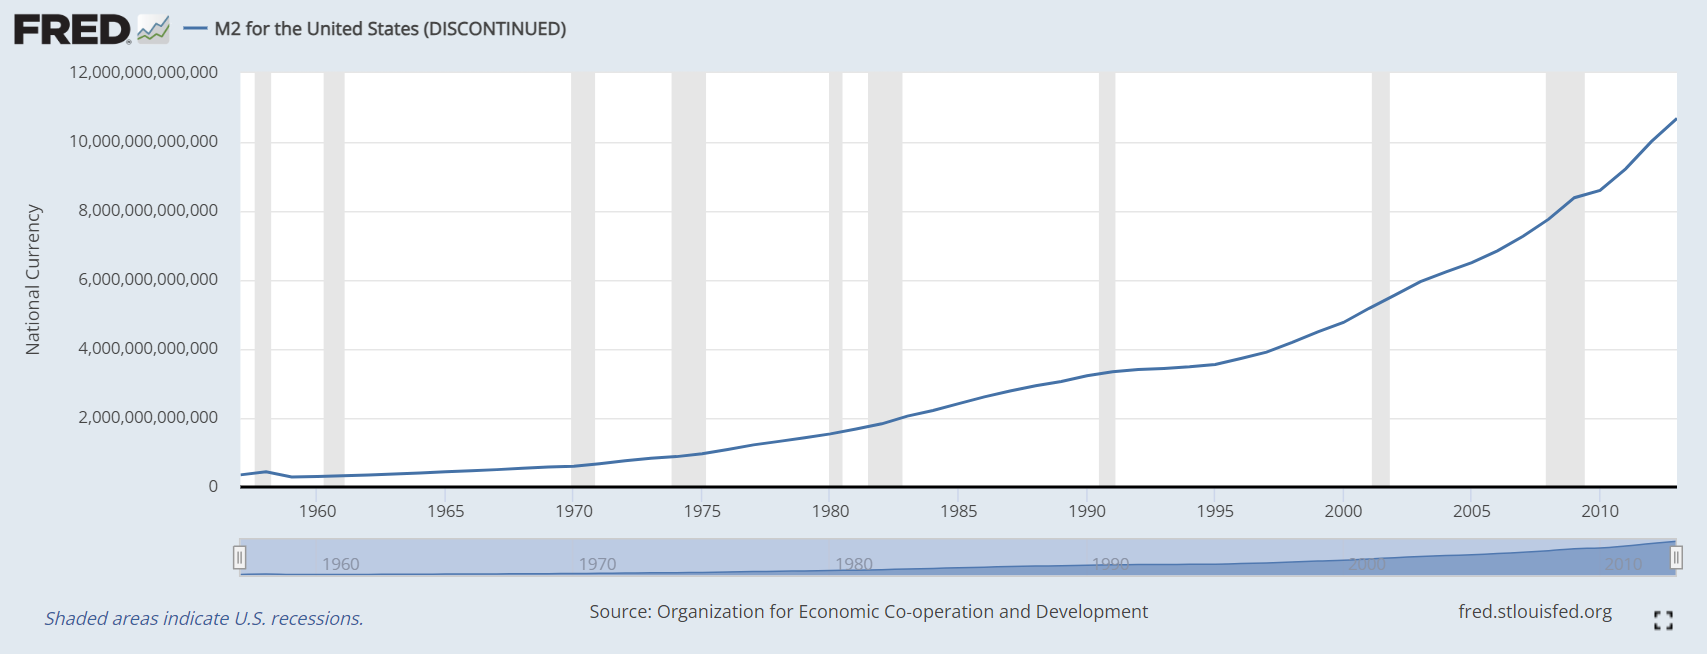 FRED
M2 for the United States (DISCONTINUED)
12,000,000,000,000
10,000,000,000,000
8,000,000,000,000
6,000,000,000,000
4,000,000,000,000
2,000,000,000,000
0
National Currency
1960 1965 1970 1975 1980 1985 1990 1995 2000 2005 2010
1960 1970 1980 1990 2000 2010
Shaded areas indicate U.S. recessions.
Source: Organization for Economic Co-operation and Development
fred.stlouisfed.org